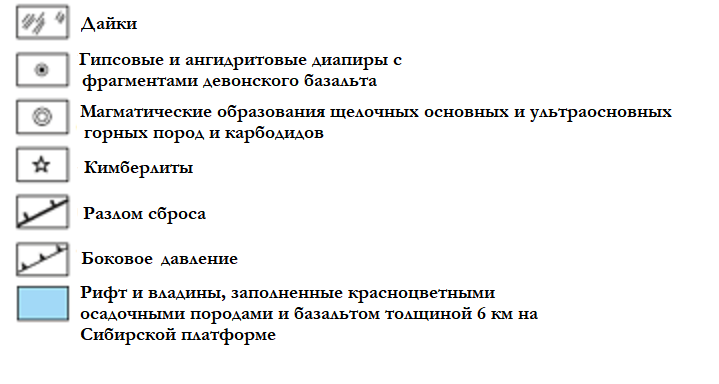 Дайки
Гипсовые и ангидритовые диапиры с
фрагментами девонского базальта
Магматические образования щелочных основных и ультраосновных
горных пород и карбодидов
Кимберлиты
Разлом сброса
Боковое давление
Рифт и владины, заполненные красноцветными
осадочными породами и базальтом толщиной 6 км на
Сибирской платформе